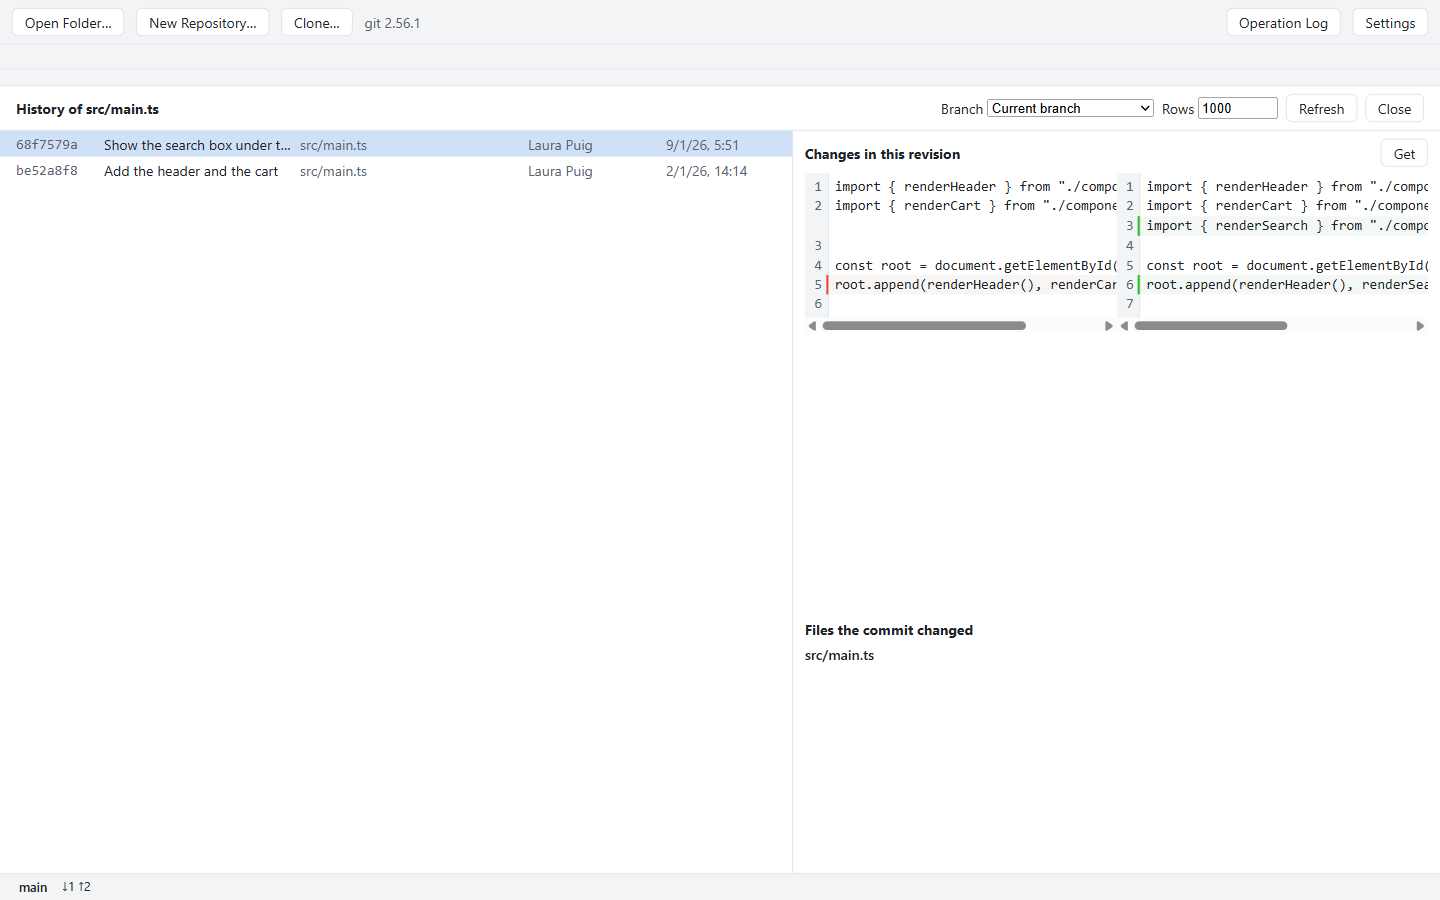 Open Folder... New Repository... Clone... git 2.56.1 Operation Log Settings
History of src/main.ts Branch Current branch Rows 1000 Refresh Close
68f7579a Show the search box under t... src/main.ts Laura Puig 9/1/26, 5:51
be52a8f8 Add the header and the cart src/main.ts Laura Puig 2/1/26, 14:14
Changes in this revision Get
1 import { renderHeader } from "./compo 1 import { renderHeader } from "./compo
2 import { renderCart } from "./compone 2 import { renderCart } from "./compone
3 import { renderSearch } from "./compo
3 4
4 const root = document.getElementById( 5 const root = document.getElementById(
5 root.append(renderHeader(), renderCar 6 root.append(renderHeader(), renderSea
6 7
Files the commit changed
src/main.ts
main ↓1 ↑2